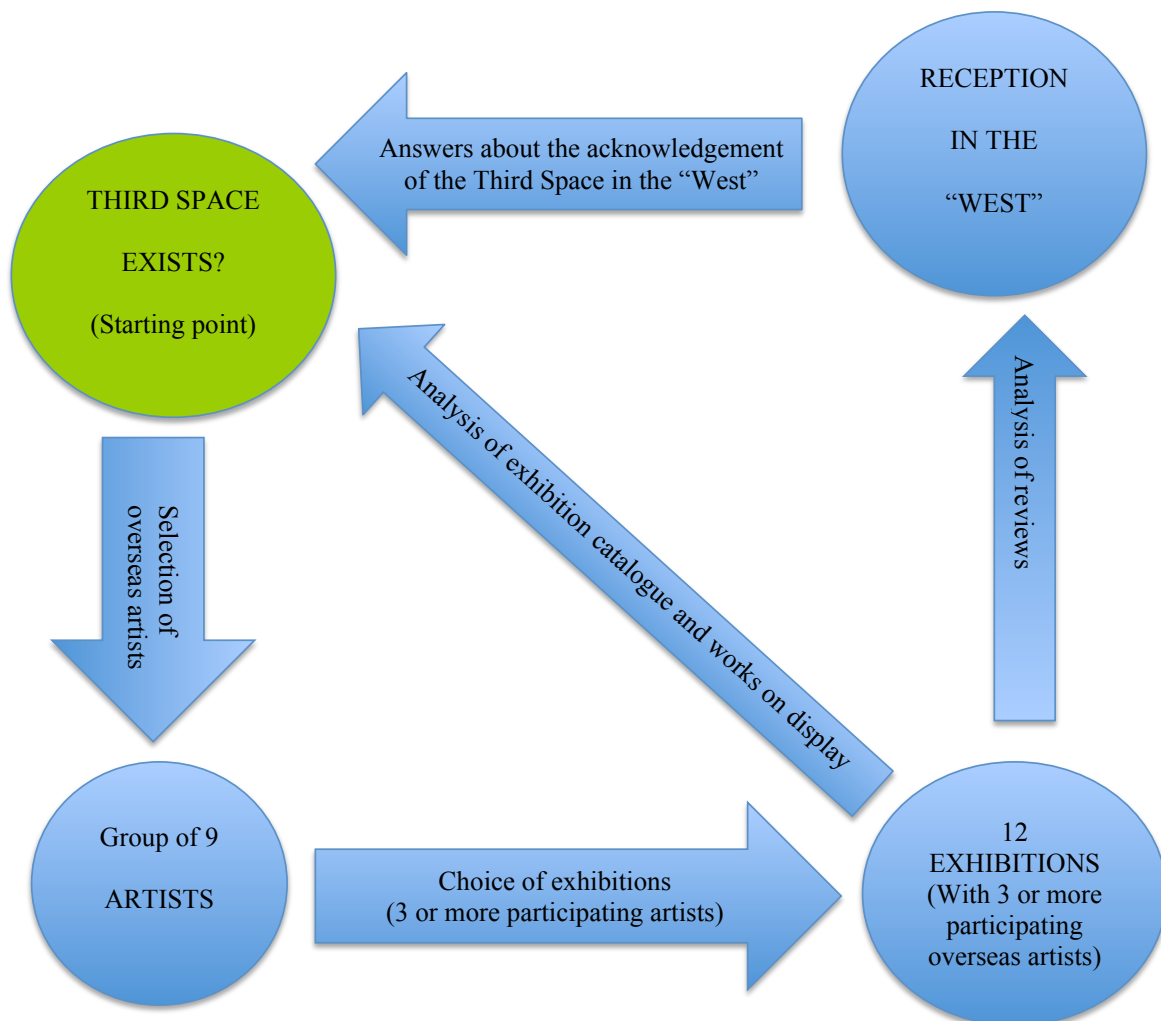 THIRD SPACE
EXISTS?
(Starting point)
Answers about the acknowledgement
of the Third Space in the “West”
RECEPTION
IN THE
“WEST”
Selection of
overseas artists
Analysis of exhibition catalogue and works on display
Analysis of reviews
Group of 9
ARTISTS
Choice of exhibitions
(3 or more participating artists)
12
EXHIBITIONS
(With 3 or more
participating
overseas artists)